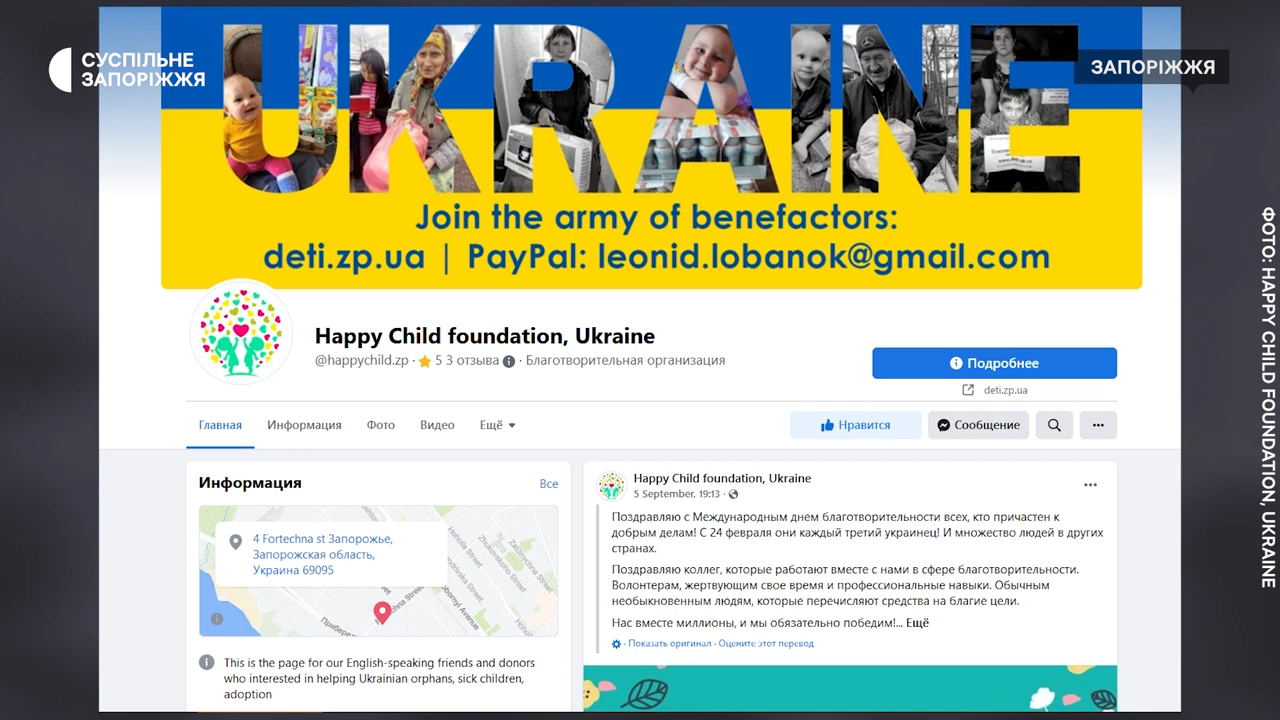 СУСПІЛЬНЕ
ЗАПОРІЖЖЯ
ЗАПОРІЖЖЯ
UKRAINE
Join the army of benefactors:
deti.zp.ua | PayPal: leonid.lobanok@gmail.com
Happy Child foundation, Ukraine
@happychild.zp · 5 3 отзыва · Благотворительная организация
Подробнее
deti.zp.ua
Главная Информация Фото Видео Ещё
Нравится Сообщение
Информация
Все
4 Fortechna st Запорожье,
Запорожская область,
Украина 69095
This is the page for our English-speaking friends and donors
who interested in helping Ukrainian orphans, sick children,
adoption
Happy Child foundation, Ukraine
5 September, 19:13 ·
Поздравляю с Международным днем благотворительности всех, кто причастен к
добрым делам! С 24 февраля они каждый третий украинец! И множество людей в других
странах.
Поздравляю коллег, которые работают вместе с нами в сфере благотворительности.
Волонтерам, жертвующим свое время и профессиональные навыки. Обычным
необыкновенным людям, которые перечисляют средства на благие цели.
Нас вместе миллионы, и мы обязательно победим!... Ещё
· Показать оригинал · Оцените этот перевод
ФОТО: HAPPY CHILD FOUNDATION, UKRAINE